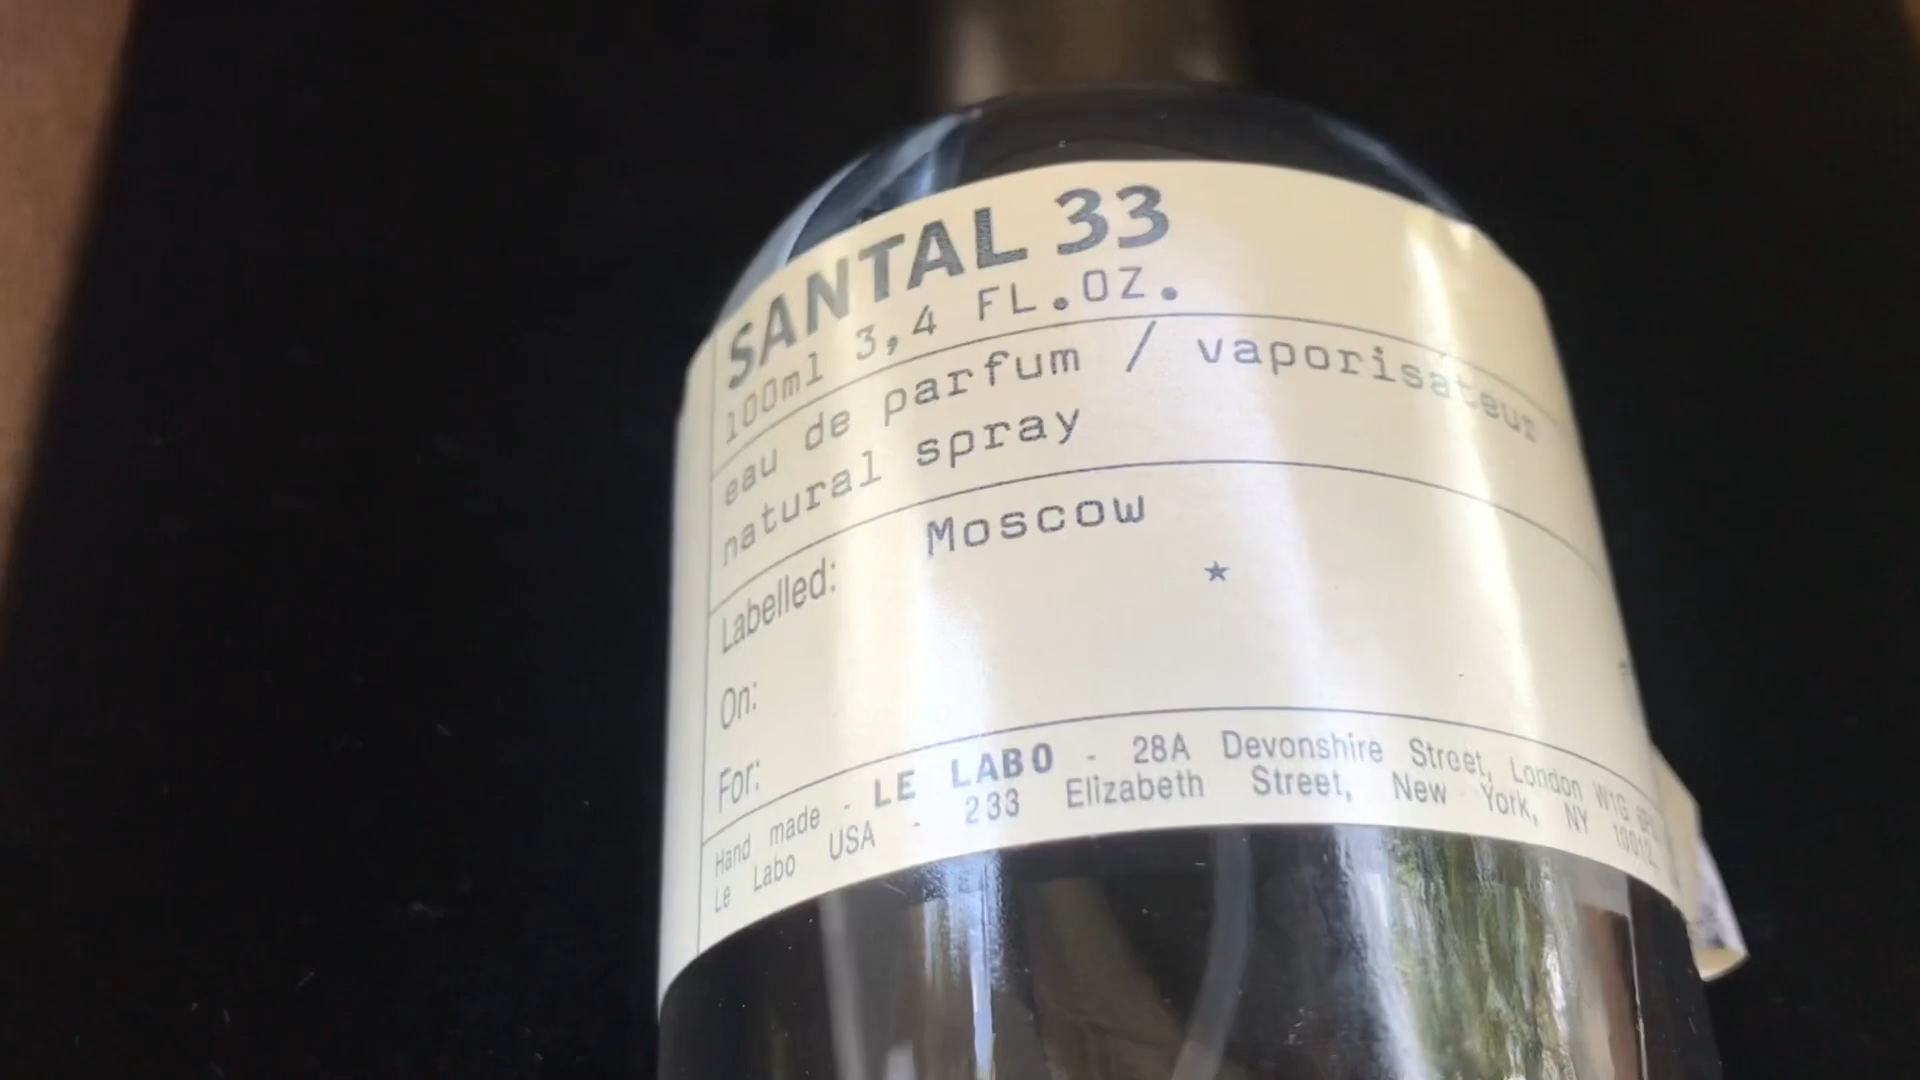 SANTAL 33
100ml 3,4 FL.OZ.
eau de parfum / vaporisateur
natural spray
Labelled: Moscow
★
On:
For:
Hand made - LE LABO - 28A Devonshire Street, London W1G
Le Labo USA - 233 Elizabeth Street, New York, NY